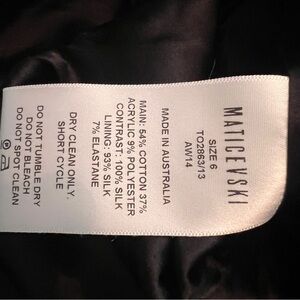 MATICEVSKI
SIZE 6
TO2863/13
AW14
MADE IN AUSTRALIA
MAIN: 54% COTTON 37%
ACRYLIC 9% POLYESTER
CONTRAST: 100% SILK
LINING: 93% SILK
7% ELASTANE
DRY CLEAN ONLY.
SHORT CYCLE
DO NOT TUMBLE DRY
DO NOT BLEACH
DO NOT SPOT CLEAN